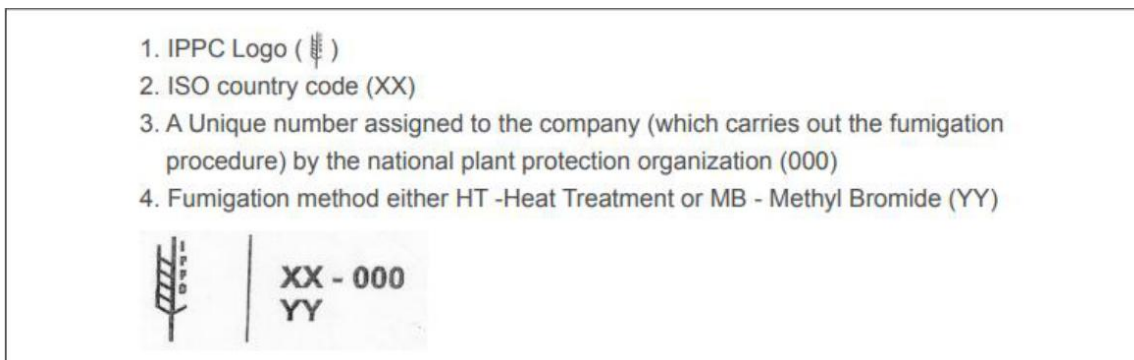 1. IPPC Logo ( )
2. ISO country code (XX)
3. A Unique number assigned to the company (which carries out the fumigation
procedure) by the national plant protection organization (000)
4. Fumigation method either HT -Heat Treatment or MB - Methyl Bromide (YY)
XX - 000
YY